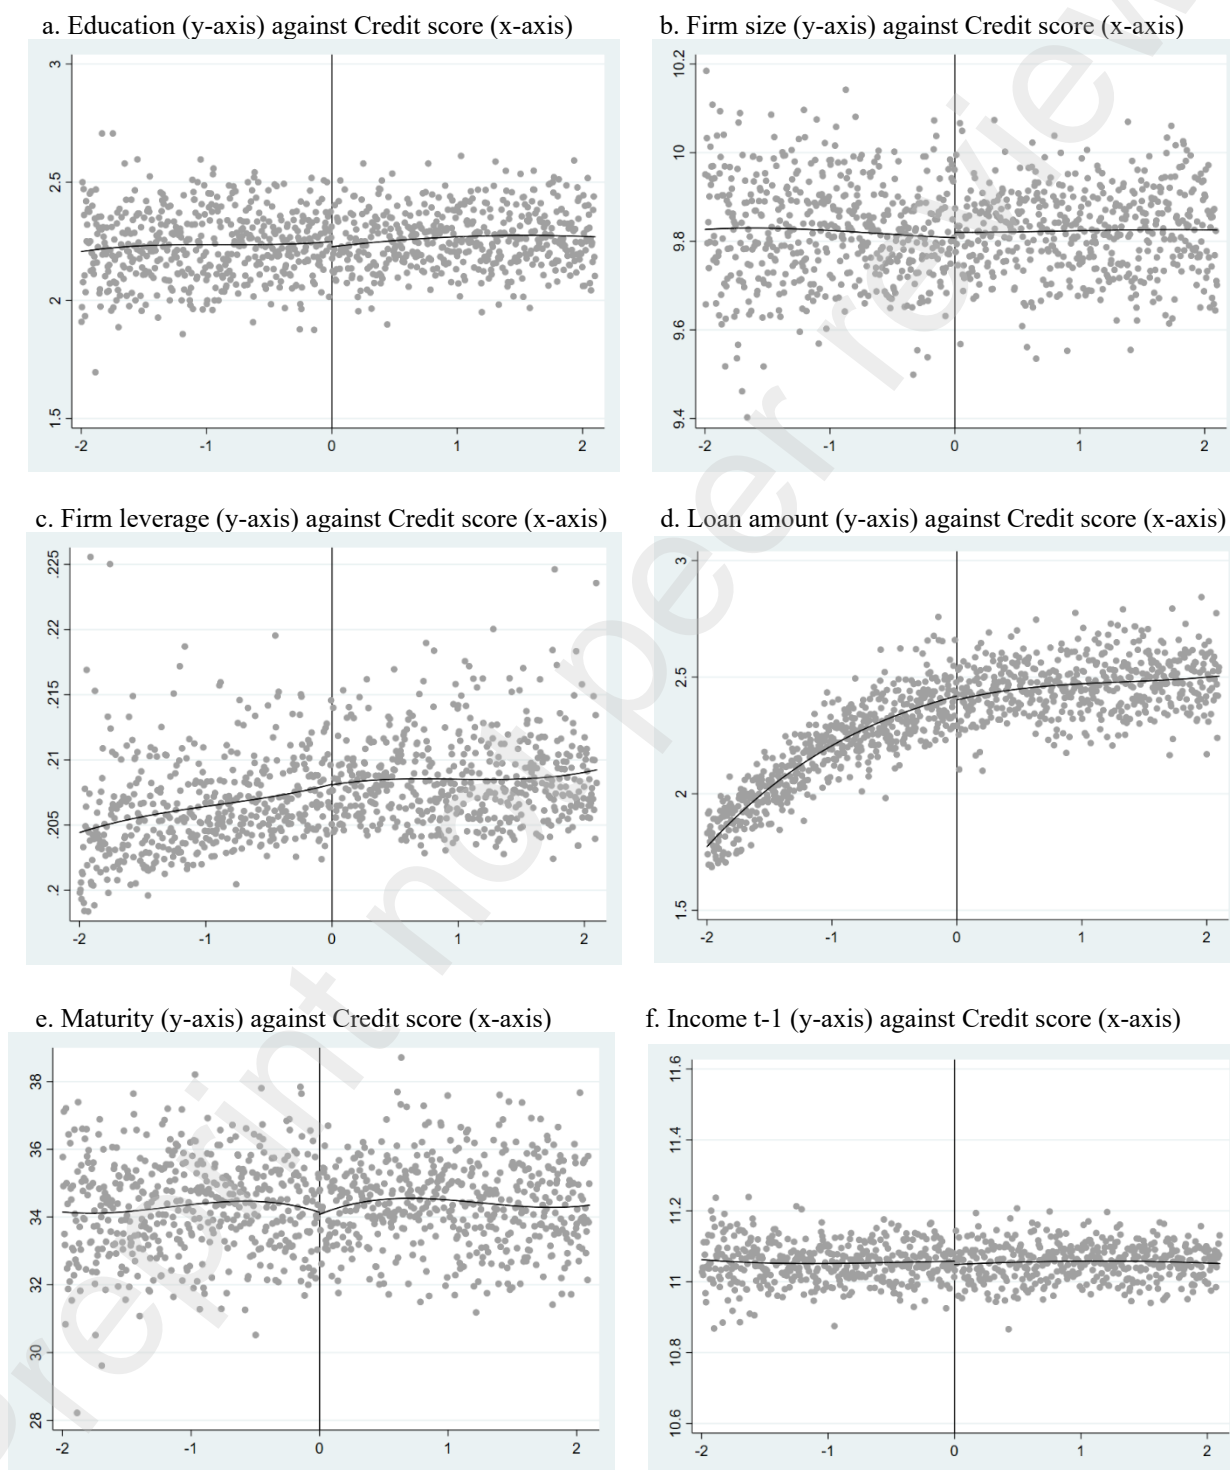 a. Education (y-axis) against Credit score (x-axis)
b. Firm size (y-axis) against Credit score (x-axis)
3
2.5
2
1.5
-2 -1 0 1 2
10.2
10
9.8
9.6
9.4
-2 -1 0 1 2
c. Firm leverage (y-axis) against Credit score (x-axis)
d. Loan amount (y-axis) against Credit score (x-axis)
.225
.22
.215
.21
.205
.2
-2 -1 0 1 2
3
2.5
2
1.5
-2 -1 0 1 2
e. Maturity (y-axis) against Credit score (x-axis)
f. Income t-1 (y-axis) against Credit score (x-axis)
38
36
34
32
30
28
-2 -1 0 1 2
11.6
11.4
11.2
11
10.8
10.6
-2 -1 0 1 2
Preprint not peer review